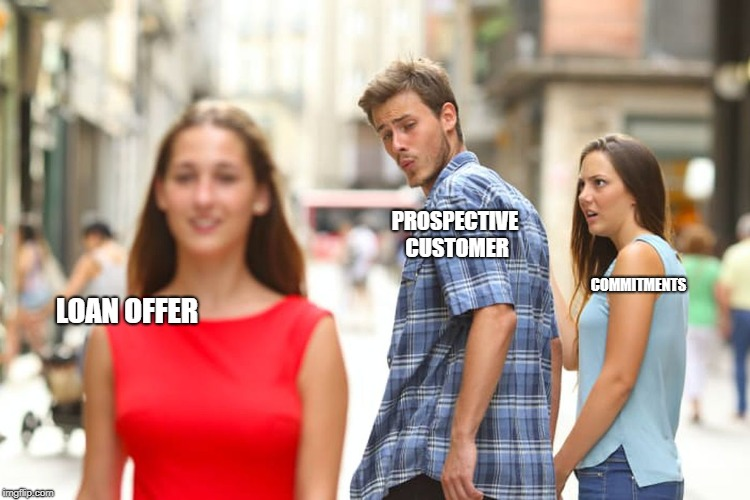 PROSPECTIVE
CUSTOMER
COMMITMENTS
LOAN OFFER
imgflip.com